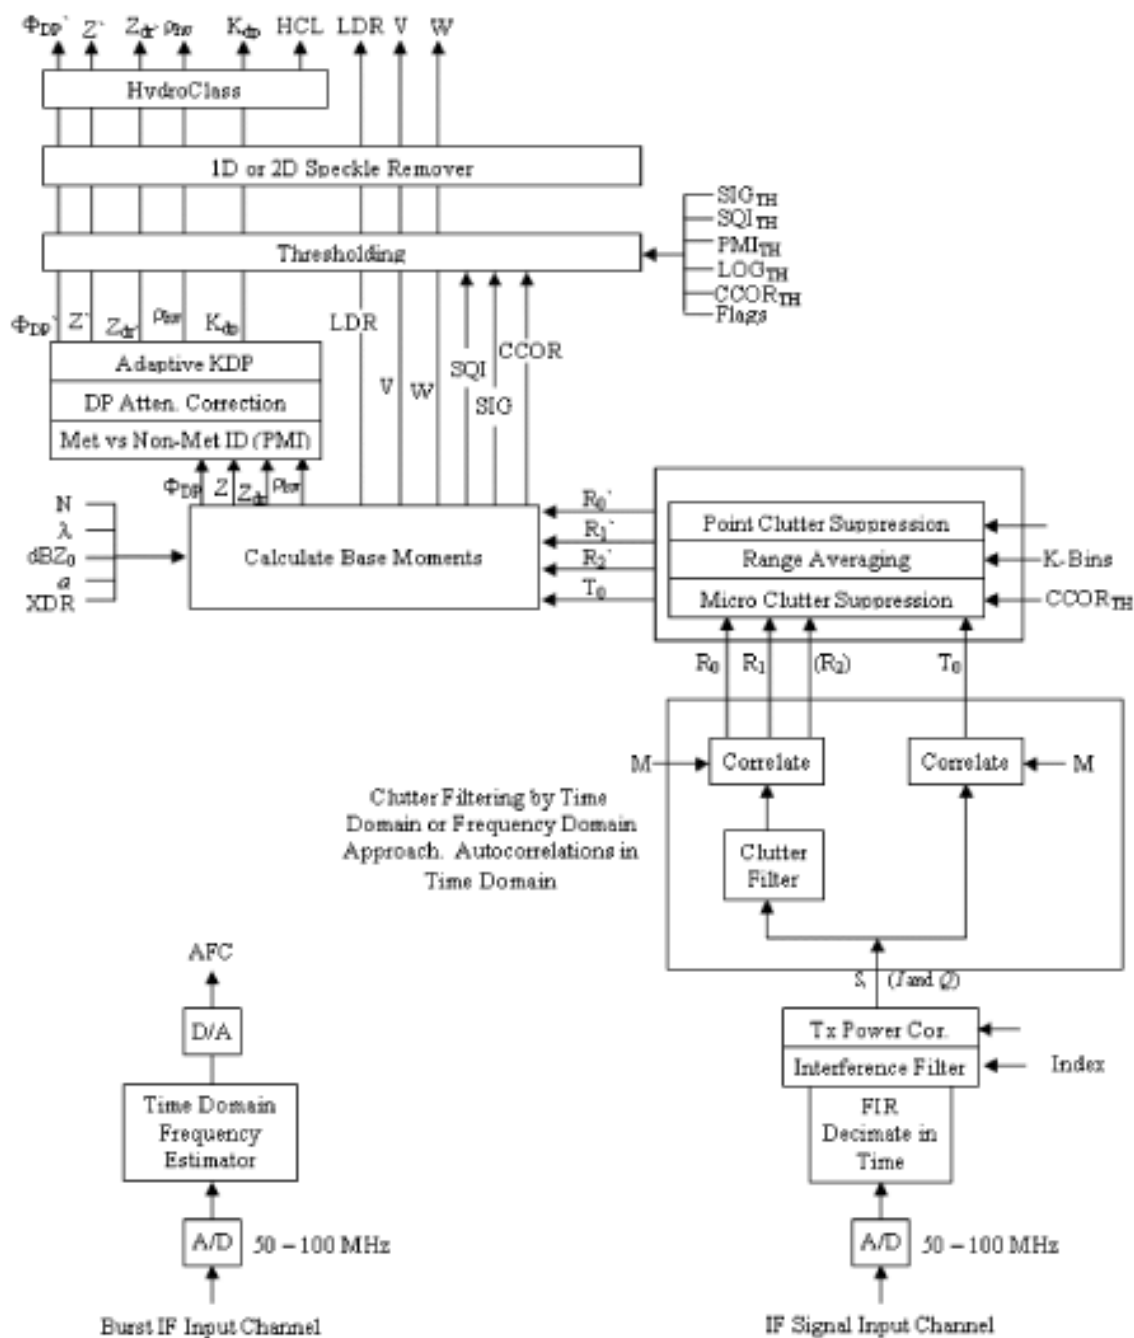 ΦDP` Z` Zdr` ρhv Kdp HCL LDR V W
HydroClass
1D or 2D Speckle Remover
SIGTH
SQITH
PMITH
LOGTH
CCORTH
Flags
Thresholding
ΦDP` Z` Zdr` ρhv Kdp LDR V W SQI SIG CCOR
Adaptive KDP
DP Atten. Correction
Met vs Non-Met ID (PMI)
ΦDP Z Zdr ρhv
N
λ
dBZ0
a
XDR
Calculate Base Moments
R0`
R1`
R2`
T0
Point Clutter Suppression
Range Averaging
K-Bins
Micro Clutter Suppression
CCORTH
R0 R1 (R2) T0
M
Correlate
Correlate
M
Clutter Filtering by Time
Domain or Frequency Domain
Approach. Autocorrelations in
Time Domain
Clutter
Filter
S, (I and Q)
Tx Power Cor.
Interference Filter
Index
FIR
Decimate in
Time
A/D
50 – 100 MHz
IF Signal Input Channel
AFC
D/A
Time Domain
Frequency
Estimator
A/D
50 – 100 MHz
Burst IF Input Channel